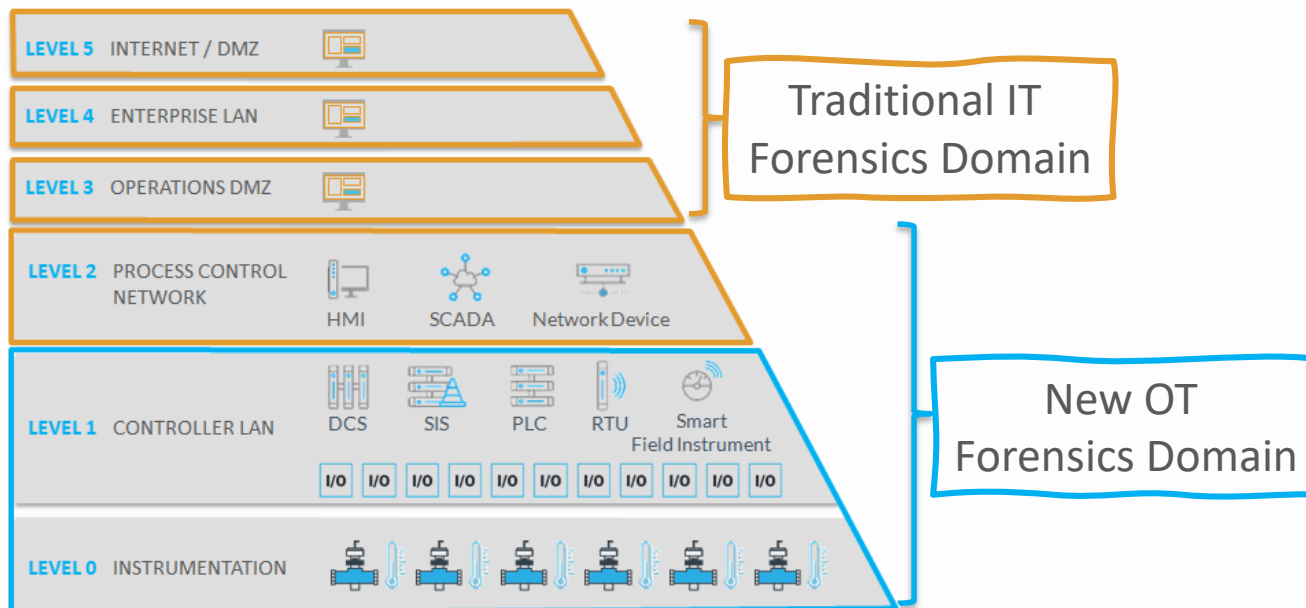 LEVEL 5 INTERNET / DMZ
LEVEL 4 ENTERPRISE LAN
LEVEL 3 OPERATIONS DMZ
Traditional IT
Forensics Domain
LEVEL 2 PROCESS CONTROL
NETWORK
HMI SCADA Network Device
LEVEL 1 CONTROLLER LAN
DCS SIS PLC RTU Smart
Field Instrument
I/O I/O I/O I/O I/O I/O I/O I/O I/O I/O I/O
New OT
Forensics Domain
LEVEL 0 INSTRUMENTATION